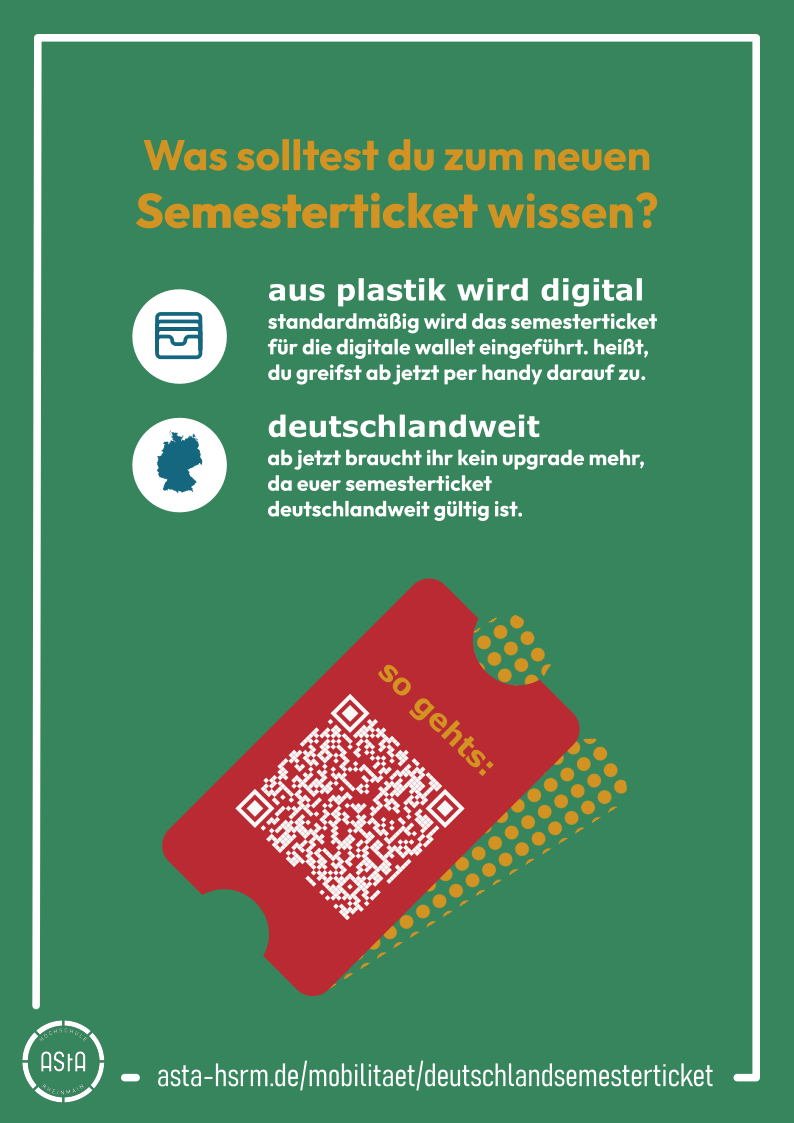 Was solltest du zum neuen
Semesterticket wissen?
aus plastik wird digital
standardmäßig wird das semesterticket
für die digitale wallet eingeführt. heißt,
du greifst ab jetzt per handy darauf zu.
deutschlandweit
ab jetzt braucht ihr kein upgrade mehr,
da euer semesterticket
deutschlandweit gültig ist.
so gehts:
HOCHSCHULE
AStA
RHEINMAIN
asta-hsrm.de/mobilitaet/deutschlandsemesterticket